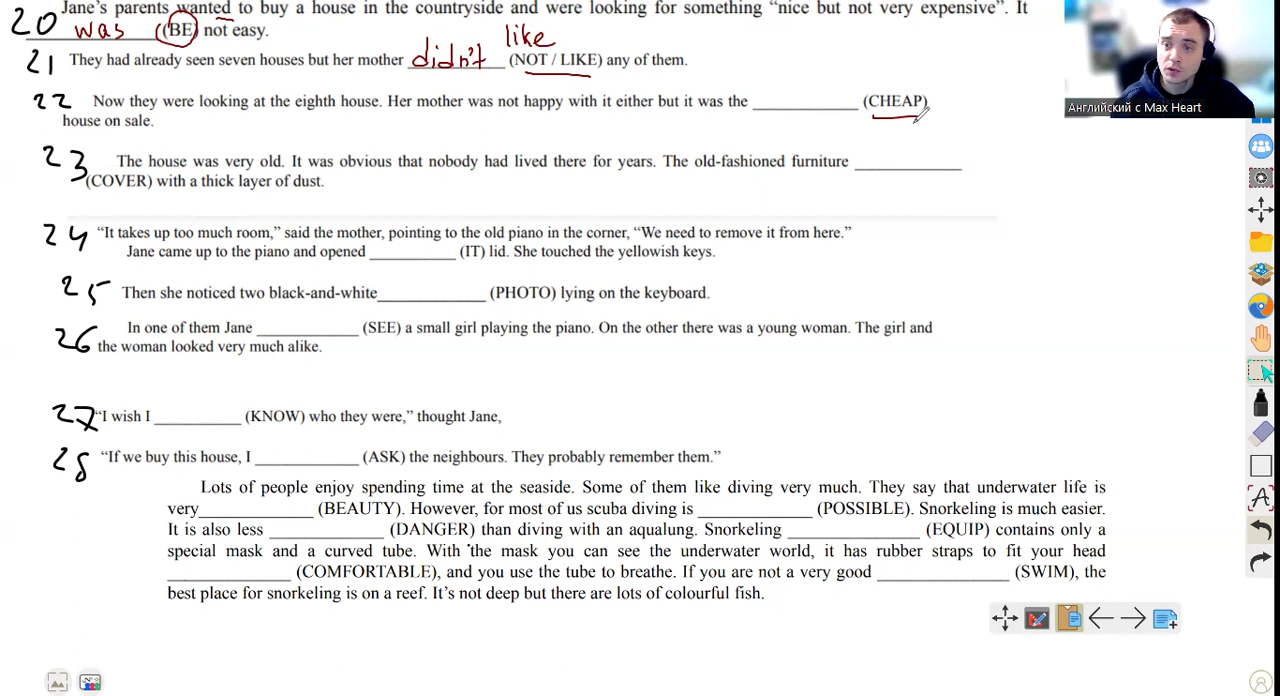 Jane's parents wanted to buy a house in the countryside and were looking for something "nice but not very expensive". It
20 was (BE) not easy.
like
21 They had already seen seven houses but her mother didn't (NOT / LIKE) any of them.
22 Now they were looking at the eighth house. Her mother was not happy with it either but it was the ____________ (CHEAP)
house on sale.
23 The house was very old. It was obvious that nobody had lived there for years. The old-fashioned furniture ____________
(COVER) with a thick layer of dust.
24 "It takes up too much room," said the mother, pointing to the old piano in the corner, "We need to remove it from here."
Jane came up to the piano and opened __________ (IT) lid. She touched the yellowish keys.
25 Then she noticed two black-and-white____________ (PHOTO) lying on the keyboard.
26 In one of them Jane ____________ (SEE) a small girl playing the piano. On the other there was a young woman. The girl and
the woman looked very much alike.
27 "I wish I __________ (KNOW) who they were," thought Jane,
28 "If we buy this house, I ____________ (ASK) the neighbours. They probably remember them."
Lots of people enjoy spending time at the seaside. Some of them like diving very much. They say that underwater life is
very____________ (BEAUTY). However, for most of us scuba diving is ____________ (POSSIBLE). Snorkeling is much easier.
It is also less ____________ (DANGER) than diving with an aqualung. Snorkeling ____________ (EQUIP) contains only a
special mask and a curved tube. With the mask you can see the underwater world, it has rubber straps to fit your head
____________ (COMFORTABLE), and you use the tube to breathe. If you are not a very good ____________ (SWIM), the
best place for snorkeling is on a reef. It's not deep but there are lots of colourful fish.
Английский с Max Heart